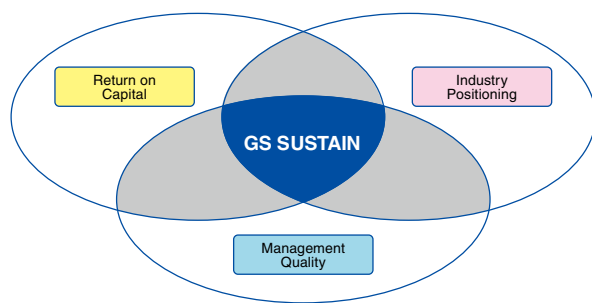 Return on
Capital
Industry
Positioning
GS SUSTAIN
Management
Quality